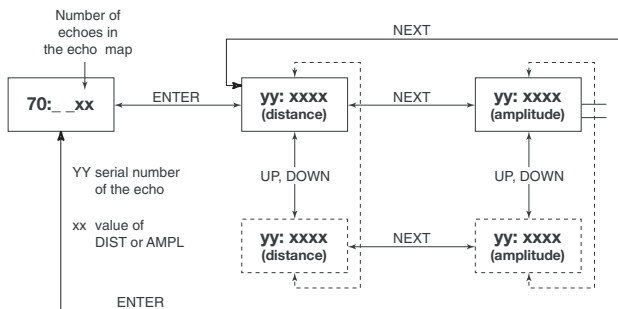 Number of
echoes in
the echo map
NEXT
70:_ _xx
ENTER
yy: xxxx
(distance)
NEXT
yy: xxxx
(amplitude)
YY serial number
of the echo
xx value of
DIST or AMPL
UP, DOWN
UP, DOWN
yy: xxxx
(distance)
NEXT
yy: xxxx
(amplitude)
ENTER